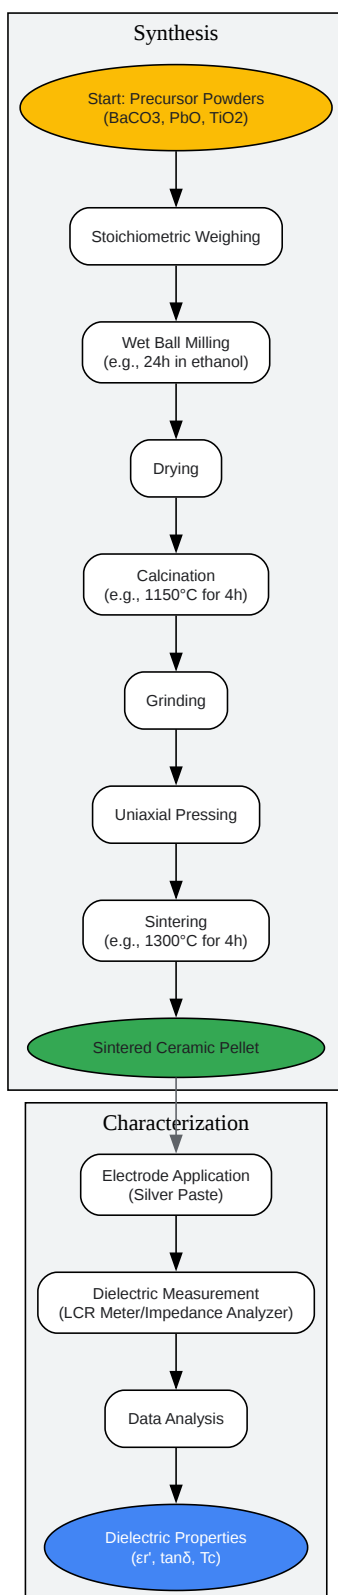 Synthesis
Start: Precursor Powders
(BaCO3, PbO, TiO2)
Stoichiometric Weighing
Wet Ball Milling
(e.g., 24h in ethanol)
Drying
Calcination
(e.g., 1150°C for 4h)
Grinding
Uniaxial Pressing
Sintering
(e.g., 1300°C for 4h)
Sintered Ceramic Pellet
Characterization
Electrode Application
(Silver Paste)
Dielectric Measurement
(LCR Meter/Impedance Analyzer)
Data Analysis
Dielectric Properties
(εr', tanδ, Tc)